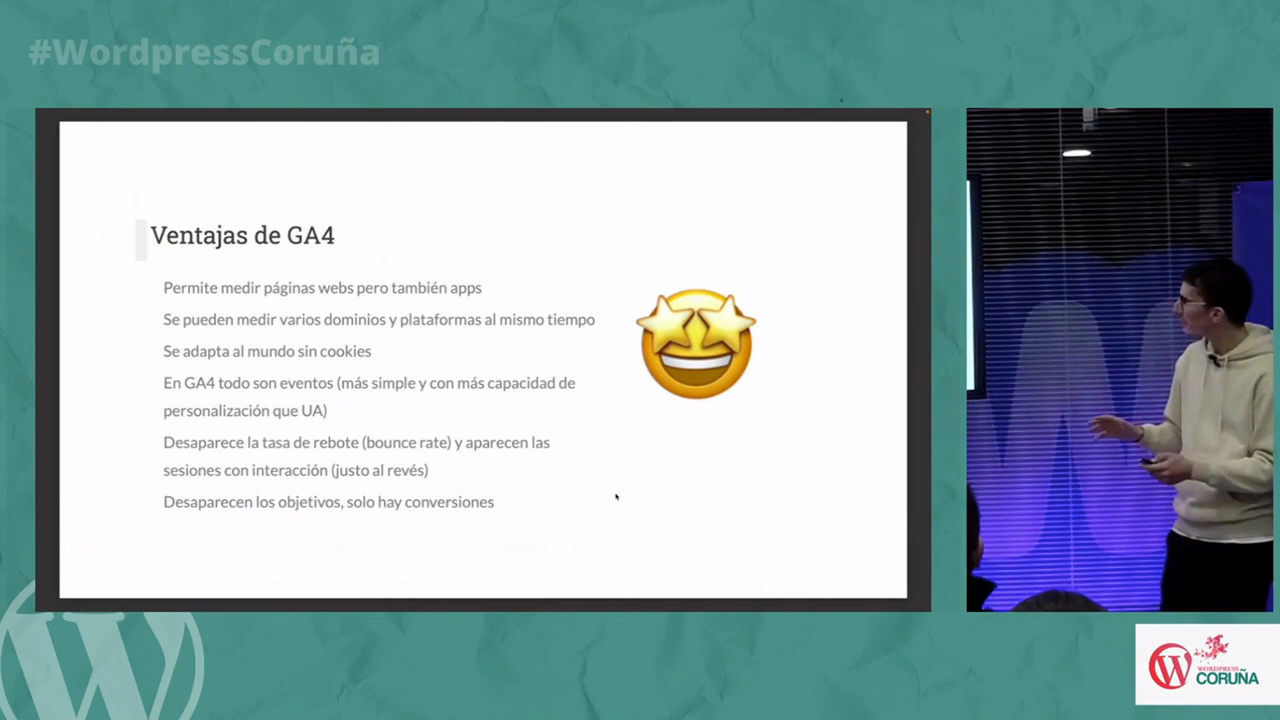 #WordpressCoruña
Ventajas de GA4
Permite medir páginas webs pero también apps
Se pueden medir varios dominios y plataformas al mismo tiempo
Se adapta al mundo sin cookies
En GA4 todo son eventos (más simple y con más capacidad de
personalización que UA)
Desaparece la tasa de rebote (bounce rate) y aparecen las
sesiones con interacción (justo al revés)
Desaparecen los objetivos, solo hay conversiones
WORDPRESS
CORUÑA